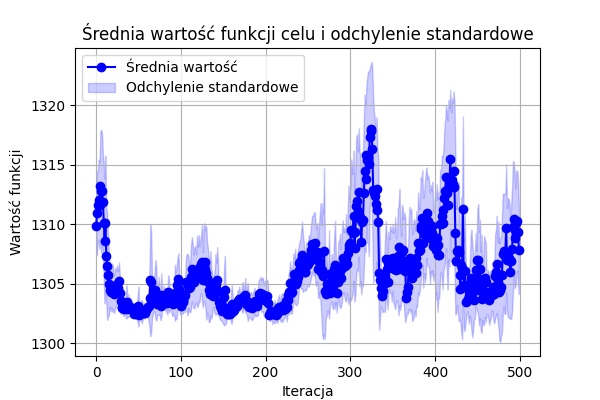 Średnia wartość funkcji celu i odchylenie standardowe
Średnia wartość
Odchylenie standardowe
Wartość funkcji
1320
1315
1310
1305
1300
0 100 200 300 400 500
Iteracja